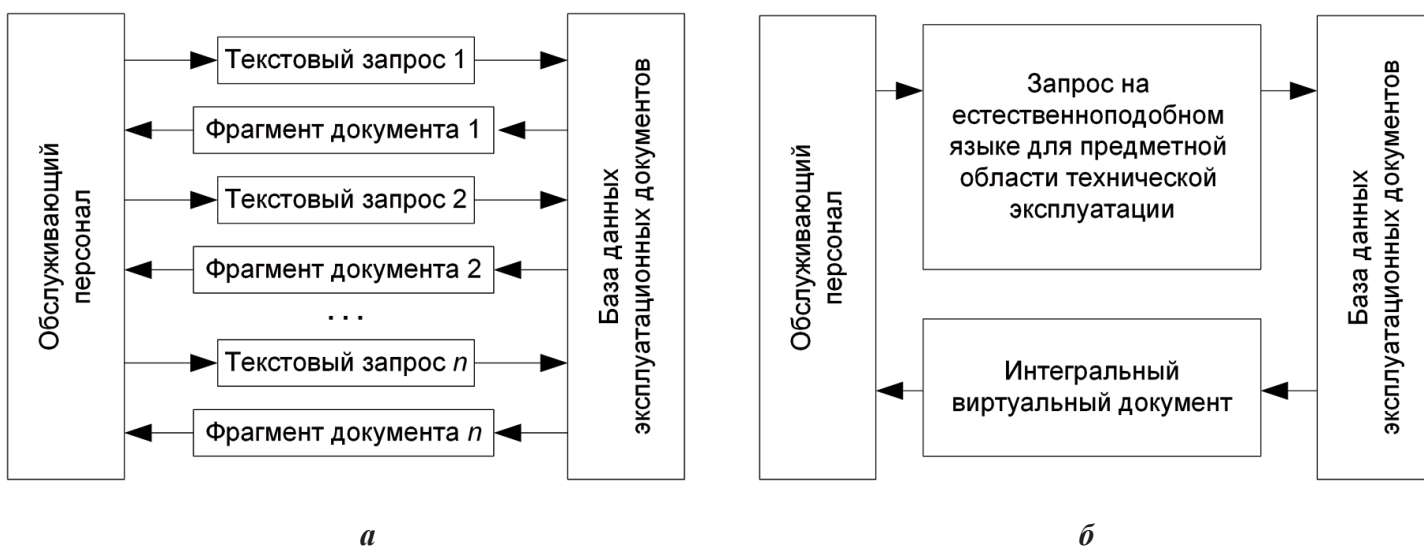 Обслуживающий
персонал
Текстовый запрос 1
Фрагмент документа 1
Текстовый запрос 2
Фрагмент документа 2
...
Текстовый запрос n
Фрагмент документа n
База данных
эксплуатационных документов
а
Обслуживающий
персонал
Запрос на
естественноподобном
языке для предметной
области технической
эксплуатации
Интегральный
виртуальный документ
База данных
эксплуатационных документов
б